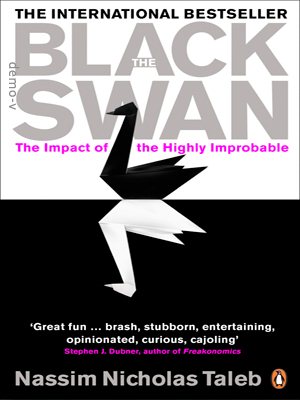 THE INTERNATIONAL BESTSELLER
BLACK
THE
SWAN
demo-v
The Impact of the Highly Improbable
‘Great fun ... brash, stubborn, entertaining,
opinionated, curious, cajoling’
Stephen J. Dubner, author of Freakonomics
Nassim Nicholas Taleb